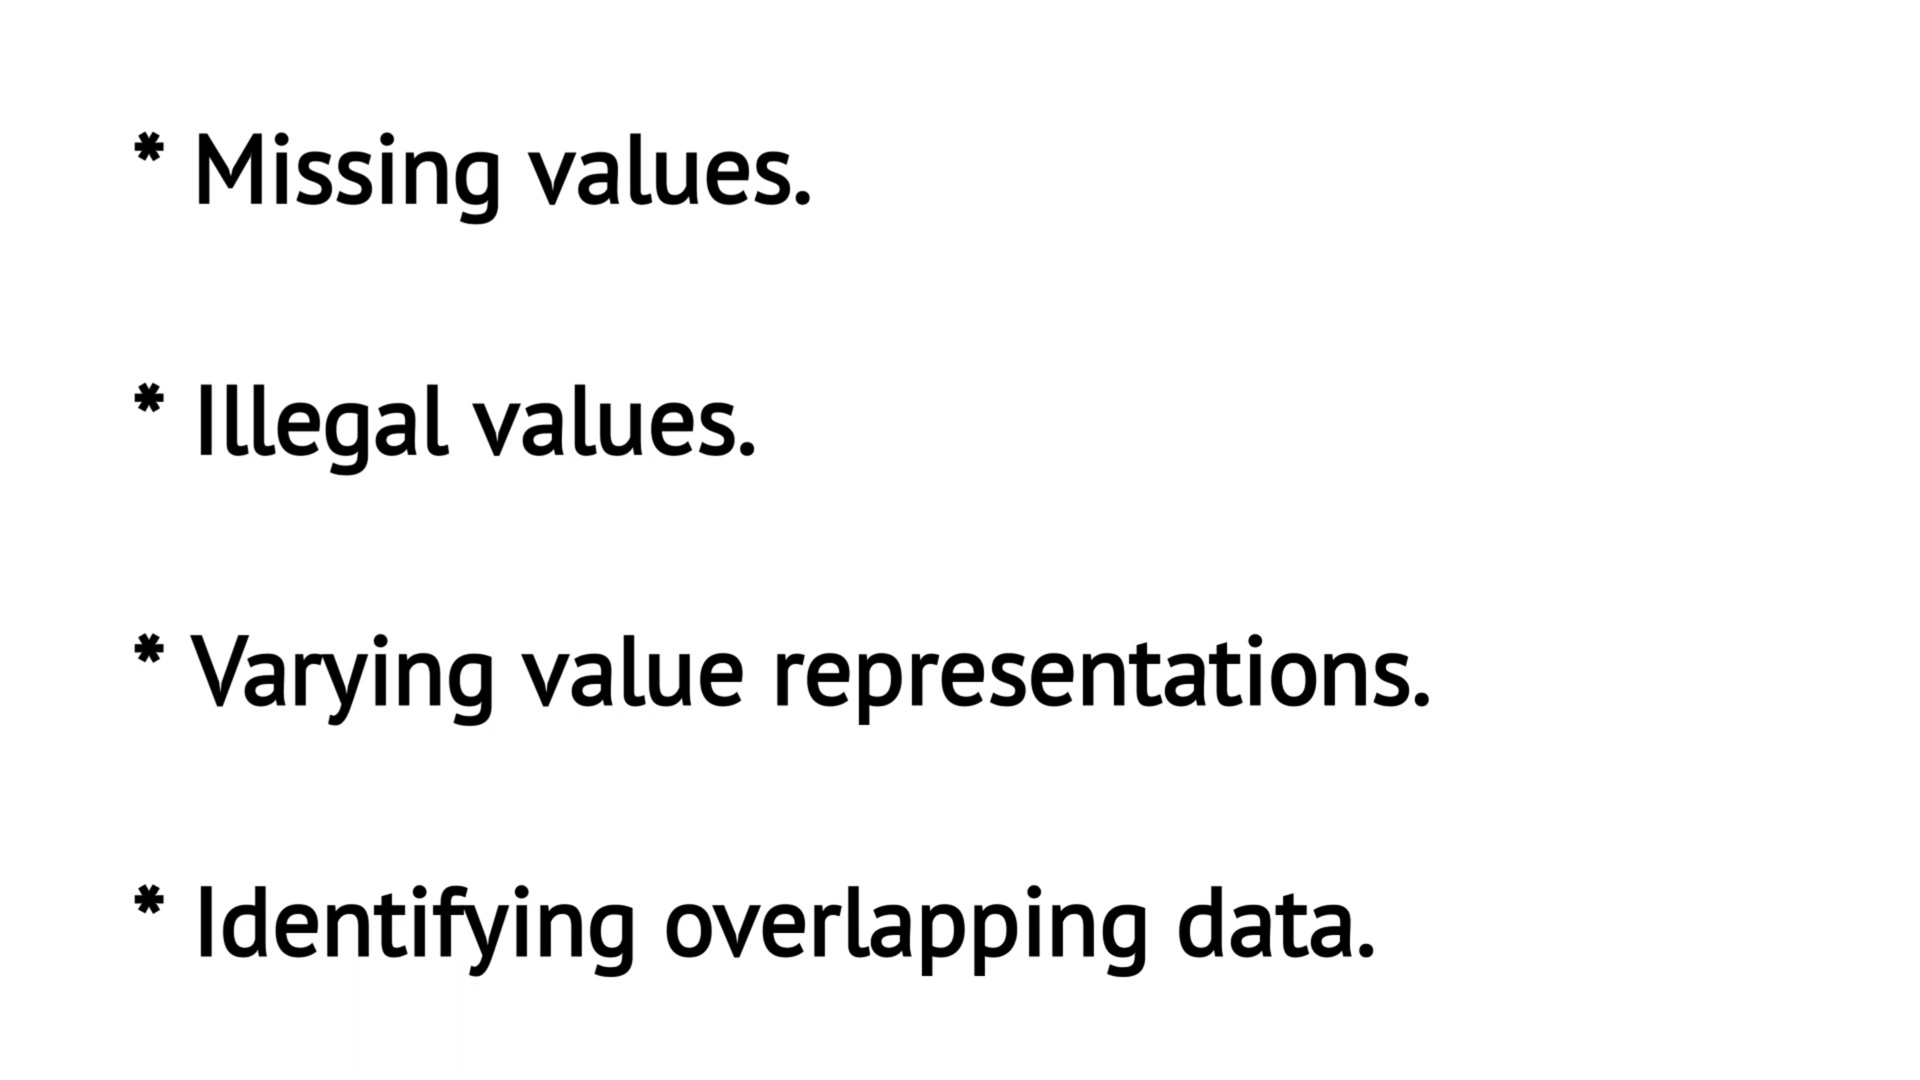 * Missing values.
* Illegal values.
* Varying value representations.
* Identifying overlapping data.